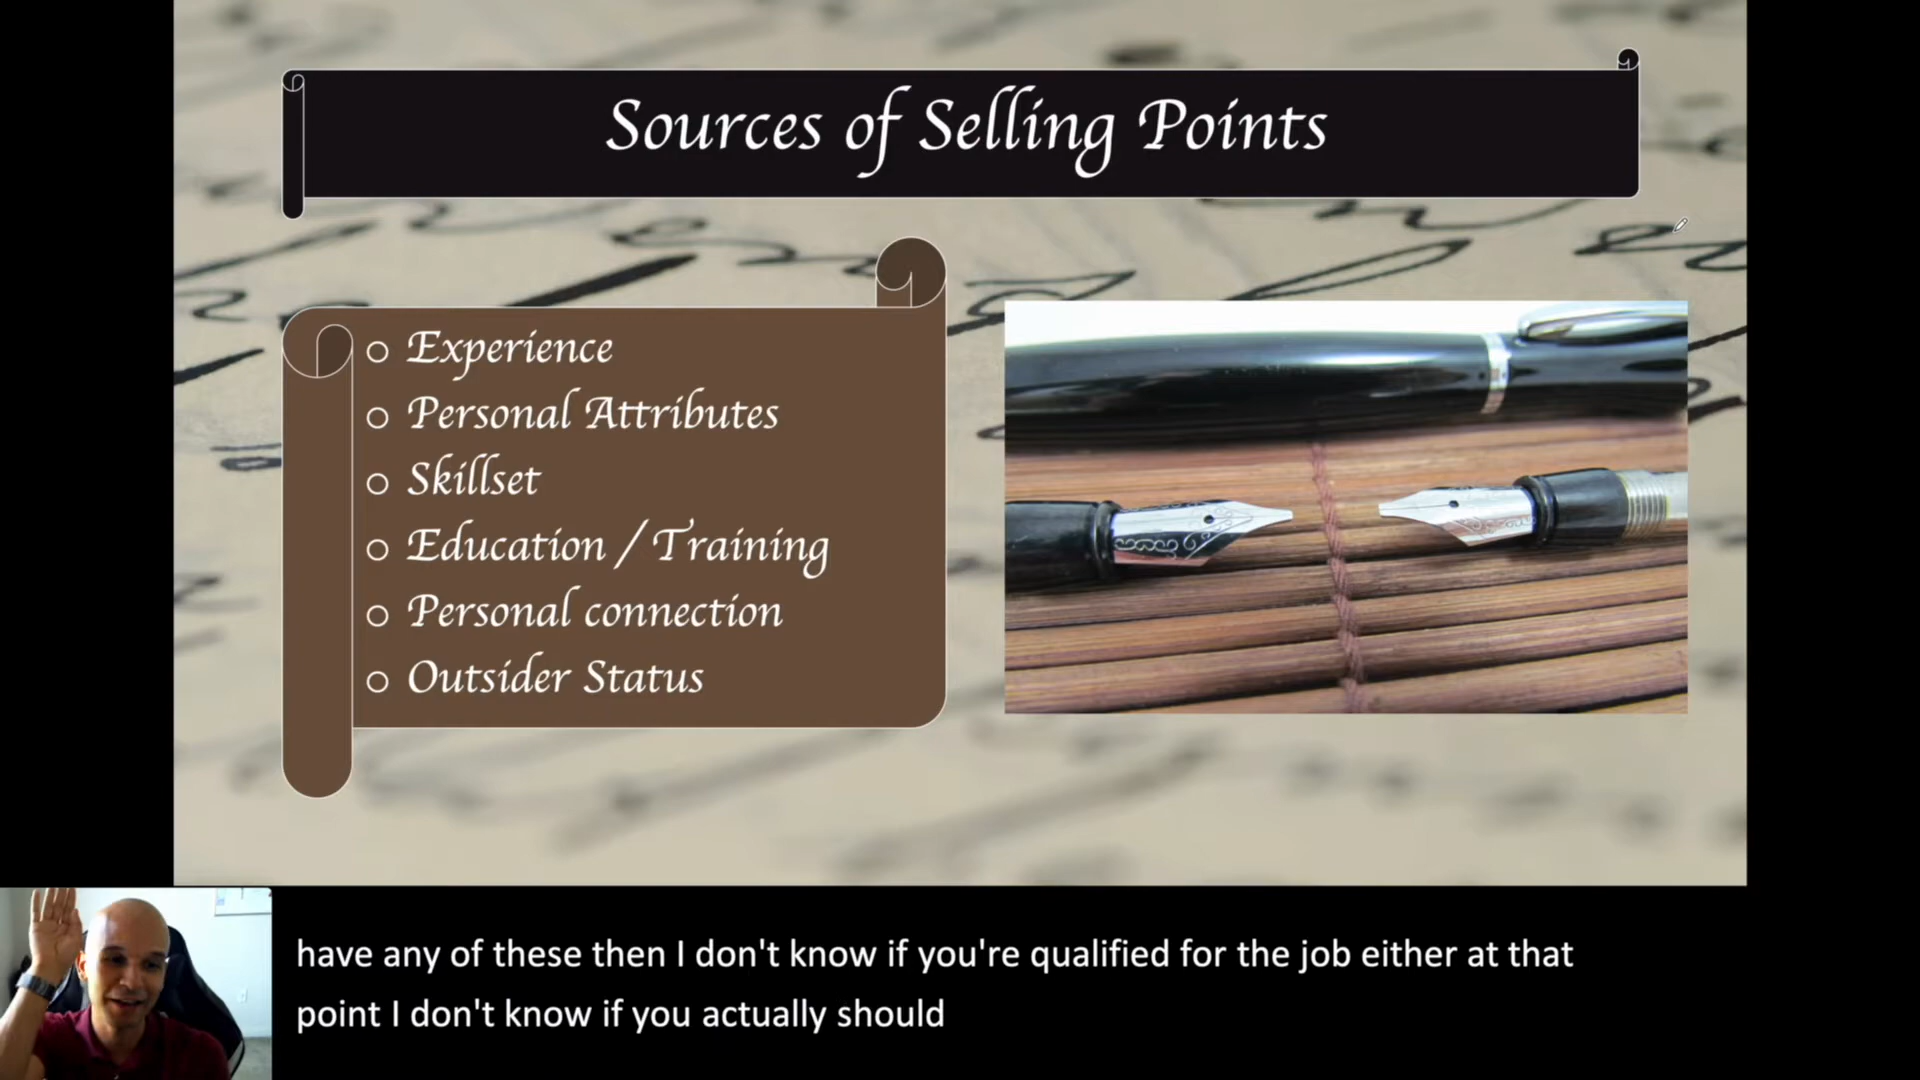 Sources of Selling Points
Experience
Personal Attributes
Skillset
Education / Training
Personal connection
Outsider Status
have any of these then I don't know if you're qualified for the job either at that
point I don't know if you actually should